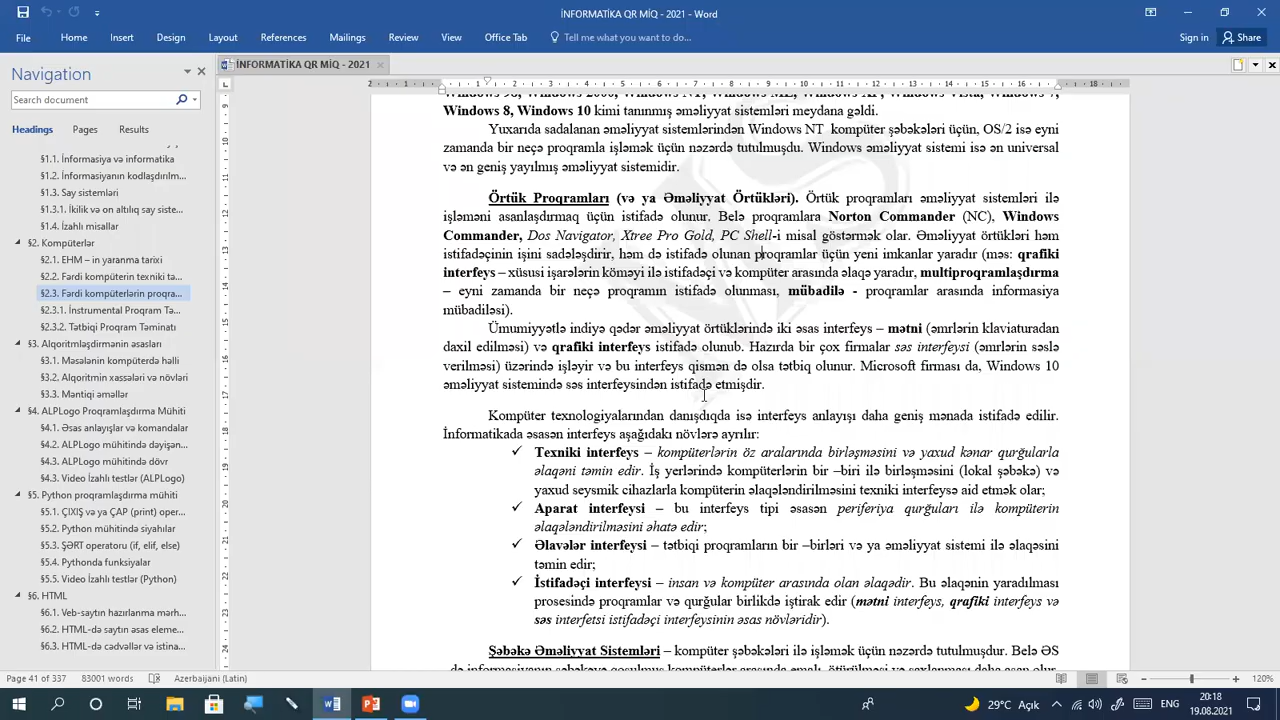 İNFORMATİKA QR MİQ - 2021 - Word
File Home Insert Design Layout References Mailings Review View Office Tab Tell me what you want to do... Sign in Share
İNFORMATİKA QR MİQ - 2021
Navigation
Search document
Headings Pages Results
§1.1. İnformasiya və informatika
§1.2. İnformasiyanın kodlaşdırılm...
§1.3. Say sistemləri
§1.3.1. İkilik və on altılıq say siste...
§1.4. İzahlı misallar
§2. Kompüterlər
§2.1. EHM – in yaranma tarixi
§2.2. Fərdi kompüterin texniki tə...
§2.3. Fərdi kompüterlərin proqra...
§2.3.1. İnstrumental Proqram Tə...
§2.3.2. Tətbiqi Proqram Təminatı
§3. Alqoritmləşdirmənin əsasları
§3.1. Məsələnin kompüterdə həlli
§3.2. Alqoritmin xassələri və növləri
§3.3. Məntiqi əməllər
§4. ALPLogo Proqramlaşdırma Mühiti
§4.1. Əsas anlayışlar və komandalar
§4.2. ALPLogo mühitində dəyişən...
§4.3. ALPLogo mühitində dövr
§4.4. Video İzahlı testlər (ALPLogo)
§5. Python proqramlaşdırma mühiti
§5.1. ÇIXIŞ və ya ÇAP (print) oper...
§5.2. Python mühitində siyahılar
§5.3. ŞƏRT operatoru (if, elif, else)
§5.4. Pythonda funksiyalar
§5.5. Video İzahlı testlər (Python)
§6. HTML
§6.1. Veb-saytın hazırlanma mərh...
§6.2. HTML-də saytın əsas eleme...
§6.3. HTML-də cədvəllər və istina...
Windows 8, Windows 10 kimi tanınmış əməliyyat sistemləri meydana gəldi.
Yuxarıda sadalanan əməliyyat sistemlərindən Windows NT kompüter şəbəkələri üçün, OS/2 isə eyni
zamanda bir neçə proqramla işləmək üçün nəzərdə tutulmuşdu. Windows əməliyyat sistemi isə ən universal
və ən geniş yayılmış əməliyyat sistemidir.
Örtük Proqramları (və ya Əməliyyat Örtükləri). Örtük proqramları əməliyyat sistemləri ilə
işləməni asanlaşdırmaq üçün istifadə olunur. Belə proqramlara Norton Commander (NC), Windows
Commander, Dos Navigator, Xtree Pro Gold, PC Shell-i misal göstərmək olar. Əməliyyat örtükləri həm
istifadəçinin işini sadələşdirir, həm də istifadə olunan proqramlar üçün yeni imkanlar yaradır (məs: qrafiki
interfeys – xüsusi işarələrin köməyi ilə istifadəçi və kompüter arasında əlaqə yaradır, multiproqramlaşdırma
– eyni zamanda bir neçə proqramın istifadə olunması, mübadilə - proqramlar arasında informasiya
mübadiləsi).
Ümumiyyətlə indiyə qədər əməliyyat örtüklərində iki əsas interfeys – mətni (əmrlərin klaviaturadan
daxil edilməsi) və qrafiki interfeys istifadə olunub. Hazırda bir çox firmalar səs interfeysi (əmrlərin səslə
verilməsi) üzərində işləyir və bu interfeys qismən də olsa tətbiq olunur. Microsoft firması da, Windows 10
əməliyyat sistemində səs interfeysindən istifadə etmişdir.
Kompüter texnologiyalarından danışdıqda isə interfeys anlayışı daha geniş mənada istifadə edilir.
İnformatikada əsasən interfeys aşağıdakı növlərə ayrılır:
✓ Texniki interfeys – kompüterlərin öz aralarında birləşməsini və yaxud kənar qurğularla
əlaqəni təmin edir. İş yerlərində kompüterlərin bir –biri ilə birləşməsini (lokal şəbəkə) və
yaxud seysmik cihazlarla kompüterin əlaqələndirilməsini texniki interfeysə aid etmək olar;
✓ Aparat interfeysi – bu interfeys tipi əsasən periferiya qurğuları ilə kompüterin
əlaqələndirilməsini əhatə edir;
✓ Əlavələr interfeysi – tətbiqi proqramların bir –birləri və ya əməliyyat sistemi ilə əlaqəsini
təmin edir;
✓ İstifadəçi interfeysi – insan və kompüter arasında olan əlaqədir. Bu əlaqənin yaradılması
prosesində proqramlar və qurğular birlikdə iştirak edir (mətni interfeys, qrafiki interfeys və
səs interfetsi istifadəçi interfeysinin əsas növləridir).
Şəbəkə Əməliyyat Sistemləri – kompüter şəbəkələri ilə işləmək üçün nəzərdə tutulmuşdur. Belə ƏS
Page 41 of 337 83001 words Azerbaijani (Latin) 120%
29°C Açık
20:18
19.08.2021